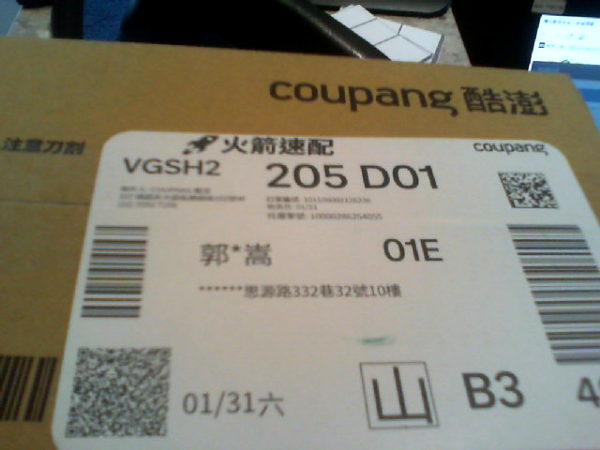 coupang 酷澎
注意刀割
火箭速配
coupang
VGSH2
205 D01
郭*嵩
01E
******思源路332巷32號10樓
01/31六
山
B3